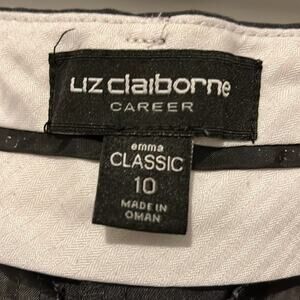 liz claiborne
CAREER
emma
CLASSIC
10
MADE IN
OMAN